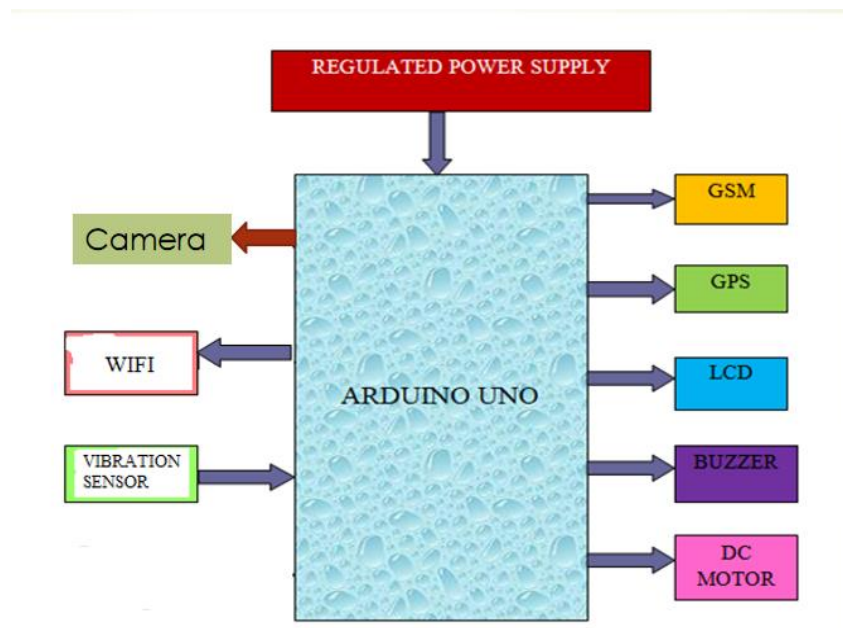 REGULATED POWER SUPPLY
GSM
Camera
GPS
WIFI
LCD
ARDUINO UNO
VIBRATION
SENSOR
BUZZER
DC
MOTOR